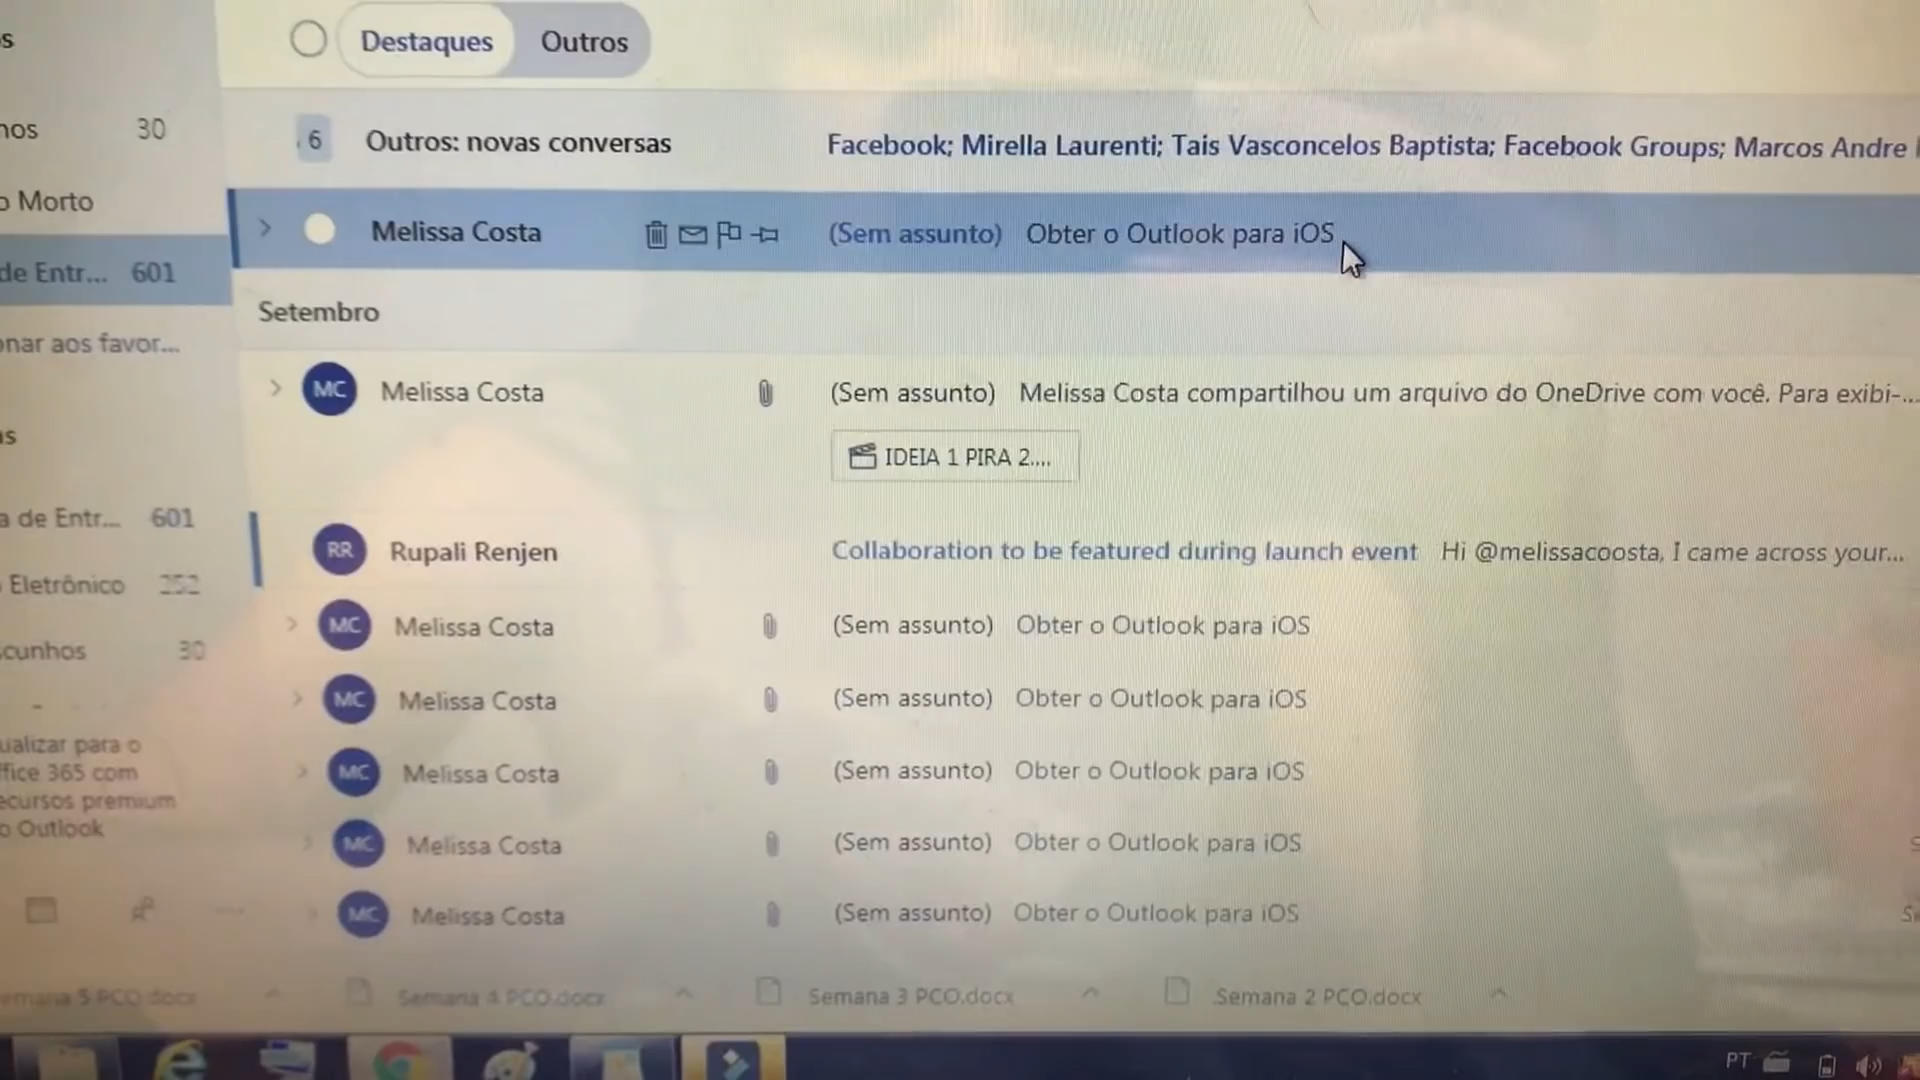 Destaques Outros
30
6 Outros: novas conversas Facebook; Mirella Laurenti; Tais Vasconcelos Baptista; Facebook Groups; Marcos Andre
Morto
Melissa Costa (Sem assunto) Obter o Outlook para iOS
de Entr... 601
Setembro
onar aos favor...
MC Melissa Costa (Sem assunto) Melissa Costa compartilhou um arquivo do OneDrive com você. Para exibi-...
IDEIA 1 PIRA 2....
de Entr... 601
RR Rupali Renjen Collaboration to be featured during launch event Hi @melissacoosta, I came across your...
Eletrônico 252
MC Melissa Costa (Sem assunto) Obter o Outlook para iOS
scunhos 30
MC Melissa Costa (Sem assunto) Obter o Outlook para iOS
ualizar para o
ffice 365 com
ecursos premium
o Outlook
MC Melissa Costa (Sem assunto) Obter o Outlook para iOS
MC Melissa Costa (Sem assunto) Obter o Outlook para iOS
MC Melissa Costa (Sem assunto) Obter o Outlook para iOS
emana 5 PCO.docx Semana 4 PCO.docx Semana 3 PCO.docx Semana 2 PCO.docx
PT